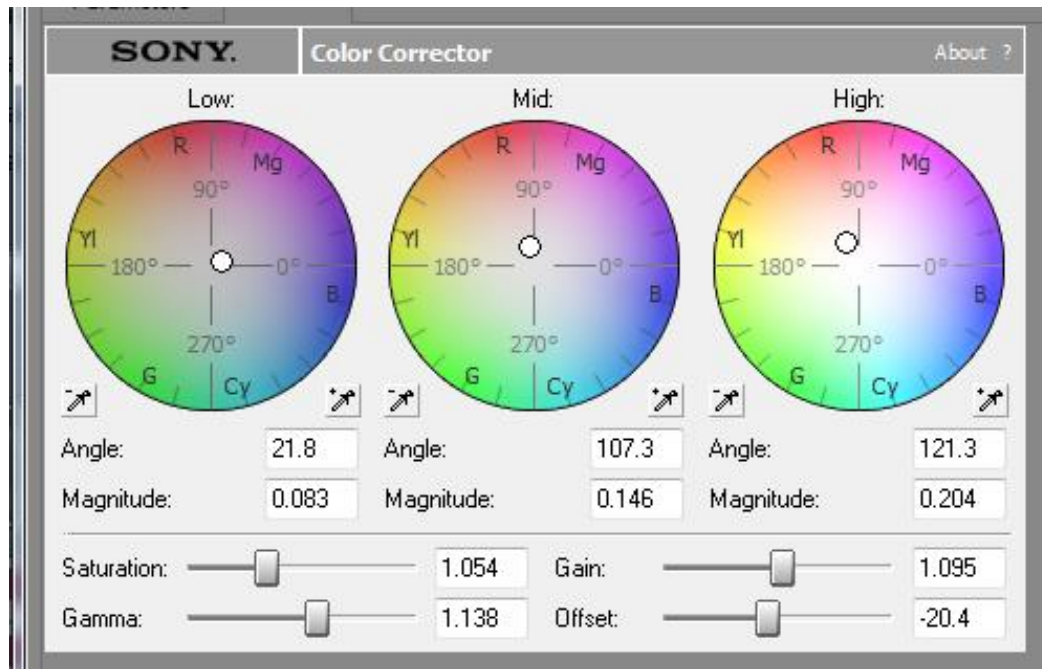 Parameters
SONY. Color Corrector About ?
Low: Mid: High:
R Mg R Mg R Mg
90° 90° 90°
Yl Yl Yl
180° 0° 180° 0° 180° 0°
B B B
270° 270° 270°
G Cy G Cy G Cy
Angle: 21.8 Angle: 107.3 Angle: 121.3
Magnitude: 0.083 Magnitude: 0.146 Magnitude: 0.204
Saturation: 1.054 Gain: 1.095
Gamma: 1.138 Offset: -20.4